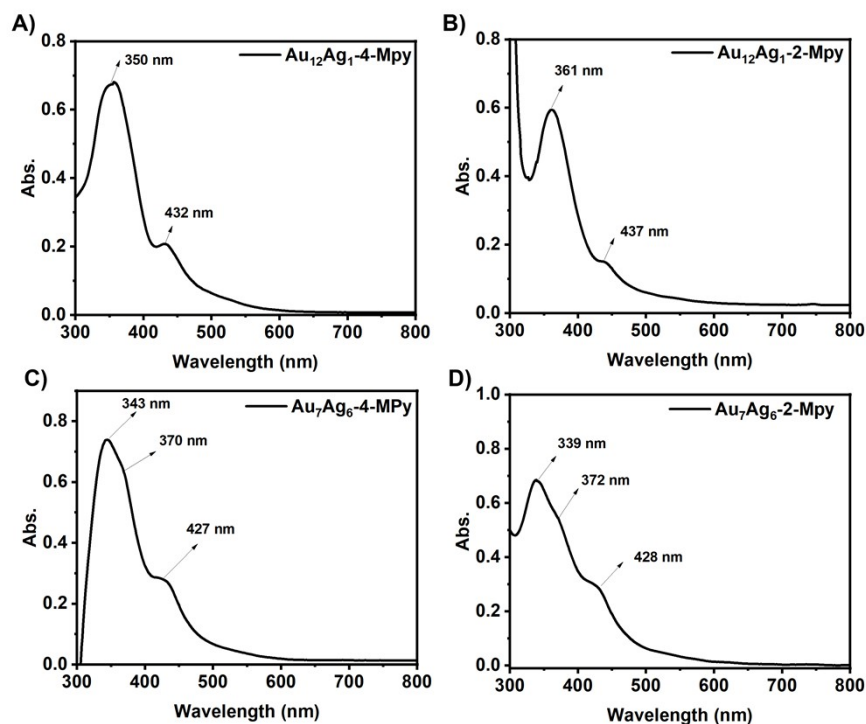 A)
Au₁₂Ag₁-4-Mpy
350 nm
432 nm
0.8
0.6
0.4
0.2
0.0
Abs.
300 400 500 600 700 800
Wavelength (nm)
B)
Au₁₂Ag₁-2-Mpy
361 nm
437 nm
0.8
0.6
0.4
0.2
0.0
Abs.
300 400 500 600 700 800
Wavelength (nm)
C)
Au₇Ag₆-4-MPy
343 nm
370 nm
427 nm
0.8
0.6
0.4
0.2
0.0
Abs.
300 400 500 600 700 800
Wavelength (nm)
D)
Au₇Ag₆-2-Mpy
339 nm
372 nm
428 nm
1.0
0.8
0.6
0.4
0.2
0.0
Abs.
300 400 500 600 700 800
Wavelength (nm)